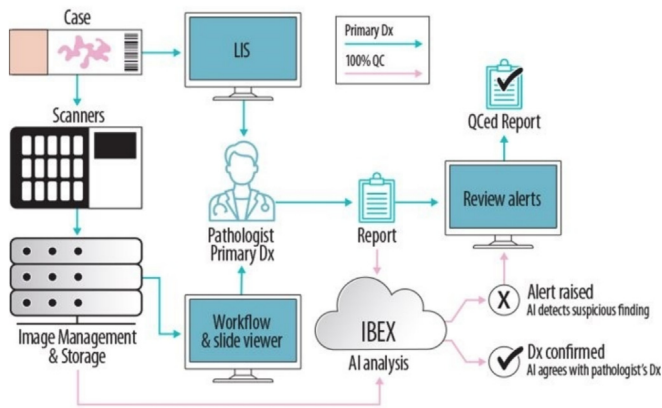 Case
LIS
Primary Dx
100% QC
Scanners
QCed Report
Review alerts
Pathologist
Primary Dx
Report
Image Management
& Storage
Workflow
& slide viewer
IBEX
AI analysis
X
Alert raised
AI detects suspicious finding
Dx confirmed
AI agrees with pathologist's Dx